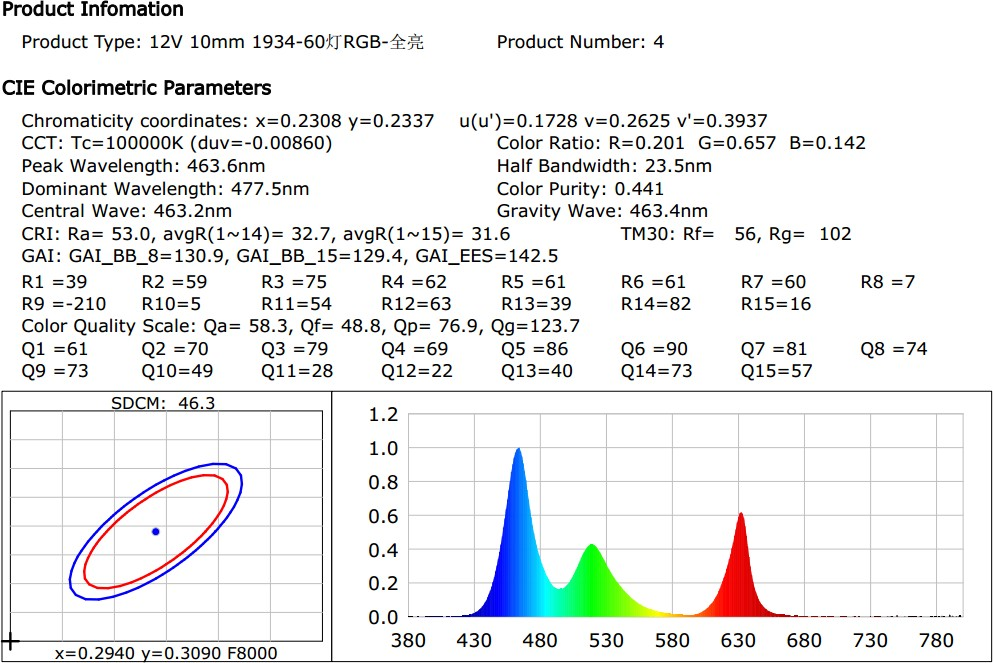 Product Infomation
Product Type: 12V 10mm 1934-60灯RGB-全亮 Product Number: 4
CIE Colorimetric Parameters
Chromaticity coordinates: x=0.2308 y=0.2337 u(u')=0.1728 v=0.2625 v'=0.3937
CCT: Tc=100000K (duv=-0.00860) Color Ratio: R=0.201 G=0.657 B=0.142
Peak Wavelength: 463.6nm Half Bandwidth: 23.5nm
Dominant Wavelength: 477.5nm Color Purity: 0.441
Central Wave: 463.2nm Gravity Wave: 463.4nm
CRI: Ra= 53.0, avgR(1~14)= 32.7, avgR(1~15)= 31.6 TM30: Rf= 56, Rg= 102
GAI: GAI_BB_8=130.9, GAI_BB_15=129.4, GAI_EES=142.5
R1 =39 R2 =59 R3 =75 R4 =62 R5 =61 R6 =61 R7 =60 R8 =7
R9 =-210 R10=5 R11=54 R12=63 R13=39 R14=82 R15=16
Color Quality Scale: Qa= 58.3, Qf= 48.8, Qp= 76.9, Qg=123.7
Q1 =61 Q2 =70 Q3 =79 Q4 =69 Q5 =86 Q6 =90 Q7 =81 Q8 =74
Q9 =73 Q10=49 Q11=28 Q12=22 Q13=40 Q14=73 Q15=57
SDCM: 46.3
x=0.2940 y=0.3090 F8000
1.2
1.0
0.8
0.6
0.4
0.2
0.0
380 430 480 530 580 630 680 730 780